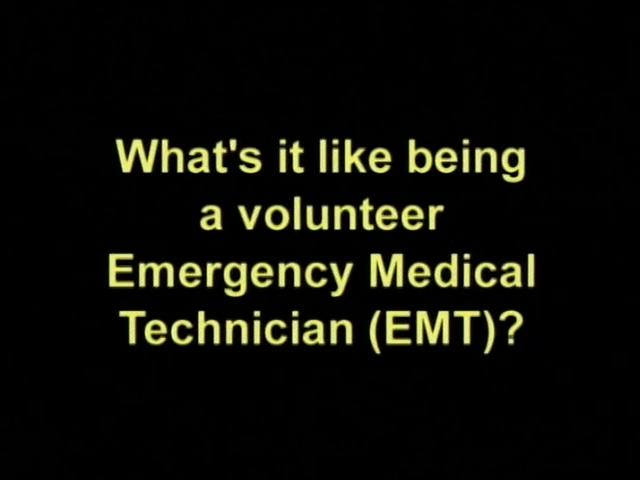 What's it like being
a volunteer
Emergency Medical
Technician (EMT)?